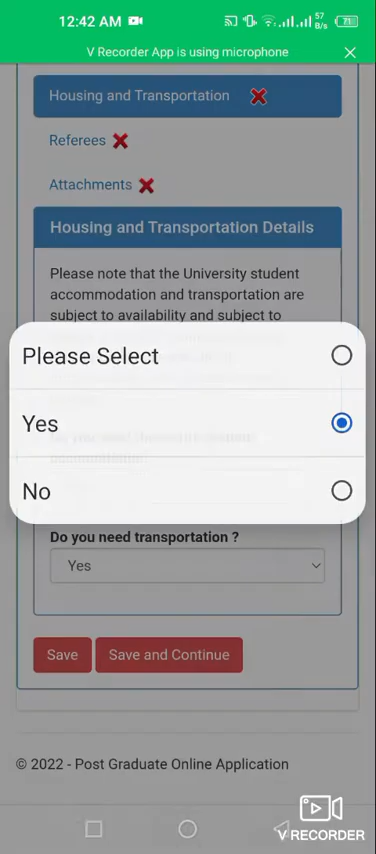 12:42 AM
57
B/s
71
V Recorder App is using microphone
Housing and Transportation
Referees
Attachments
Housing and Transportation Details
Please note that the University student
accommodation and transportation are
subject to availability and subject to
Please Select
Yes
No
Do you need transportation ?
Yes
Save
Save and Continue
© 2022 - Post Graduate Online Application
V RECORDER